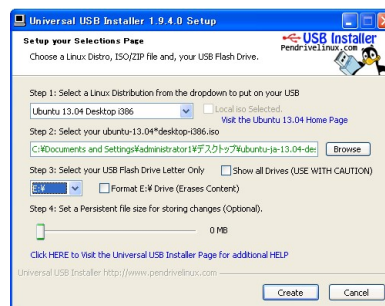 Universal USB Installer 1.9.4.0 Setup
Setup your Selections Page
Choose a Linux Distro, ISO/ZIP file and, your USB Flash Drive.
USB Installer
Pendrivelinux.com
Step 1: Select a Linux Distribution from the dropdown to put on your USB
Ubuntu 13.04 Desktop i386
Local iso Selected.
Visit the Ubuntu 13.04 Home Page
Step 2: Select your ubuntu-13.04*desktop-i386.iso
C:¥Documents and Settings¥administrator1¥デスクトップ¥ubuntu-ja-13.04-des
Browse
Step 3: Select your USB Flash Drive Letter Only
Show all Drives (USE WITH CAUTION)
E:¥
Format E:¥ Drive (Erases Content)
Step 4: Set a Persistent file size for storing changes (Optional).
0 MB
Click HERE to Visit the Universal USB Installer Page for additional HELP
Universal USB Installer http://www.pendrivelinux.com
Create
Cancel